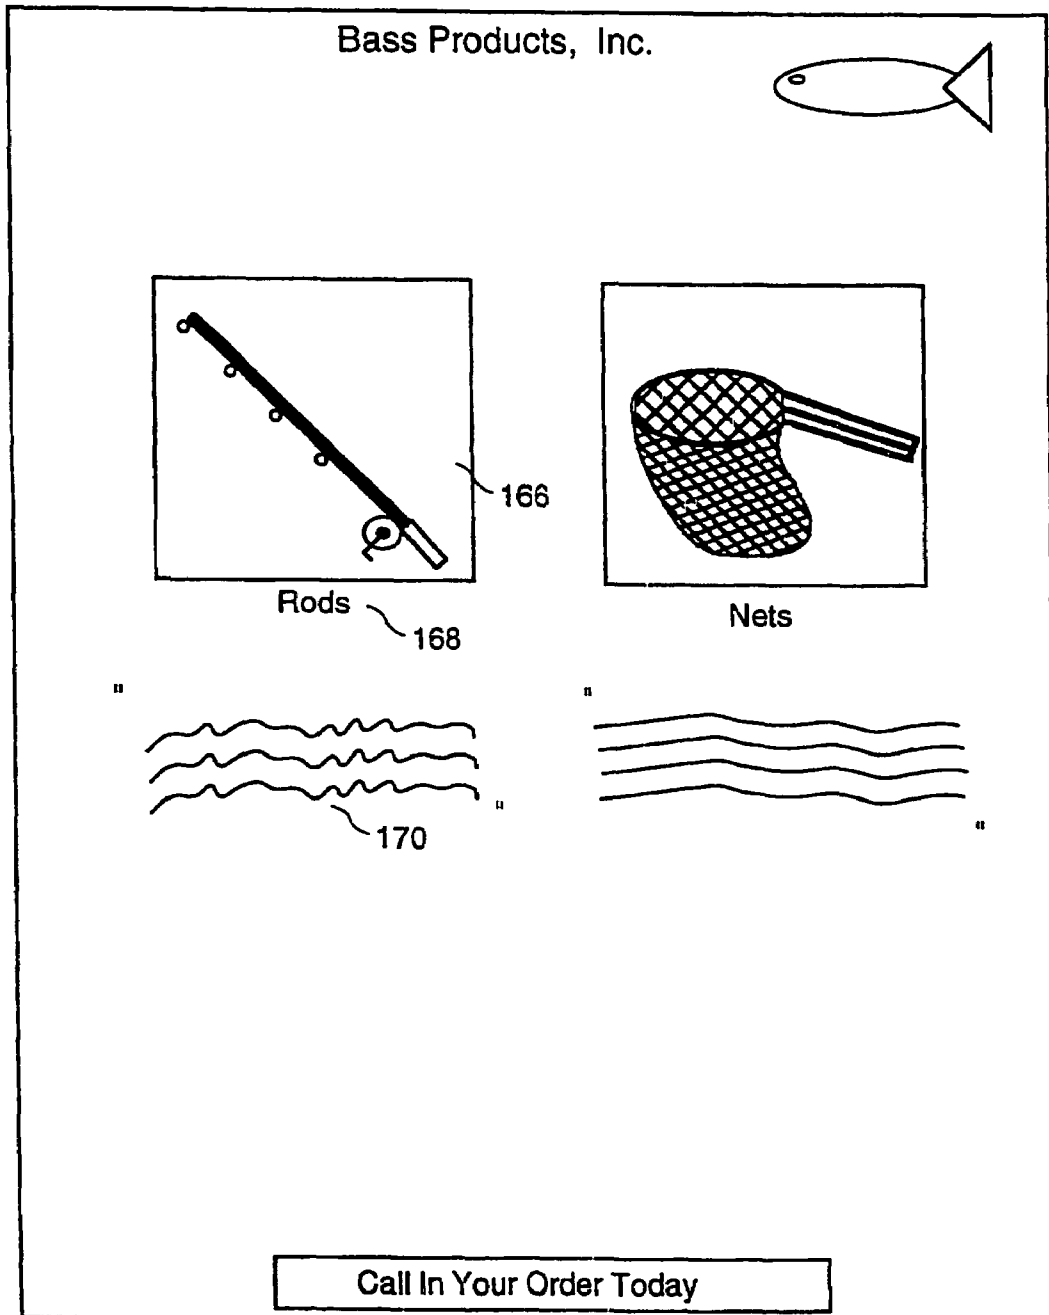 Bass Products, Inc.
166
Rods
168
Nets
" "
" "
170
Call In Your Order Today